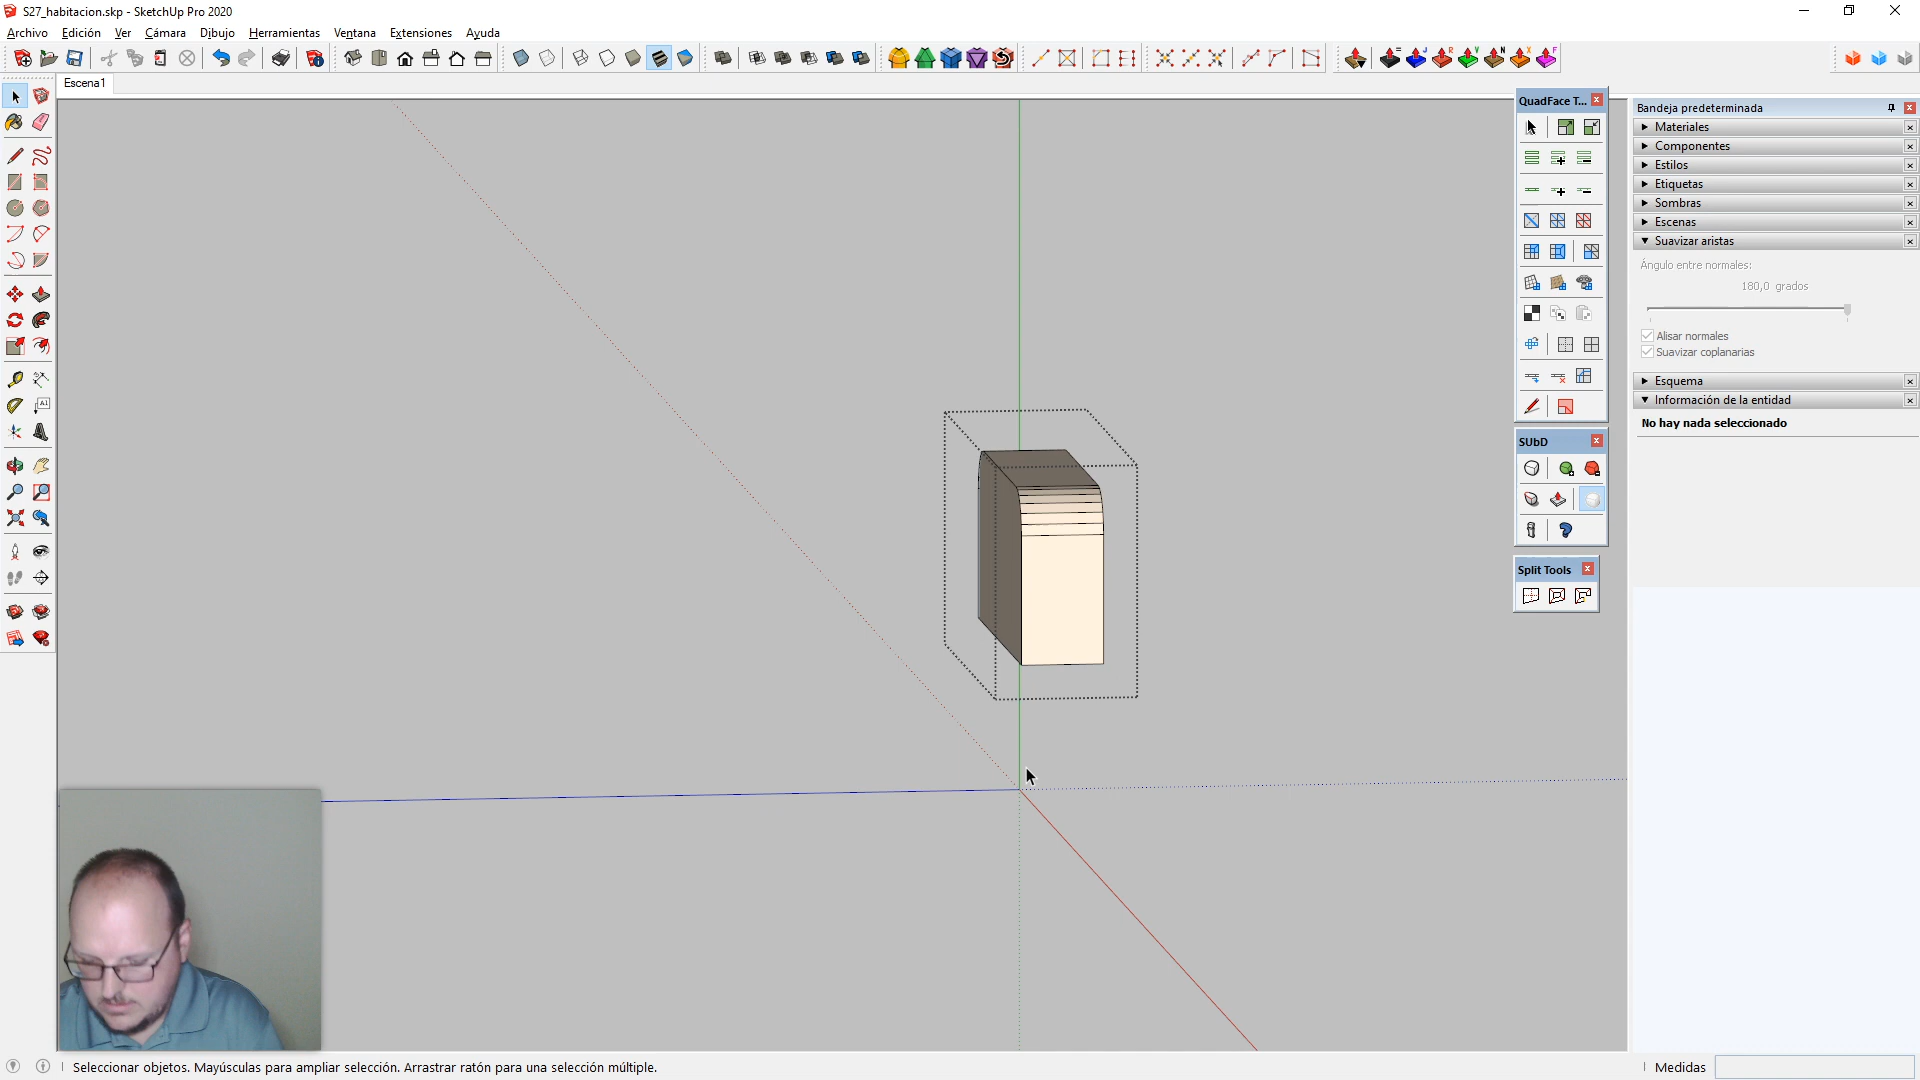 S27_habitacion.skp - SketchUp Pro 2020
Archivo Edición Ver Cámara Dibujo Herramientas Ventana Extensiones Ayuda
Escena1
QuadFace T...
SUbD
Split Tools
Bandeja predeterminada
Materiales
Componentes
Estilos
Etiquetas
Sombras
Escenas
Suavizar aristas
Ángulo entre normales:
180,0 grados
Alisar normales
Suavizar coplanarias
Esquema
Información de la entidad
No hay nada seleccionado
Seleccionar objetos. Mayúsculas para ampliar selección. Arrastrar ratón para una selección múltiple.
Medidas